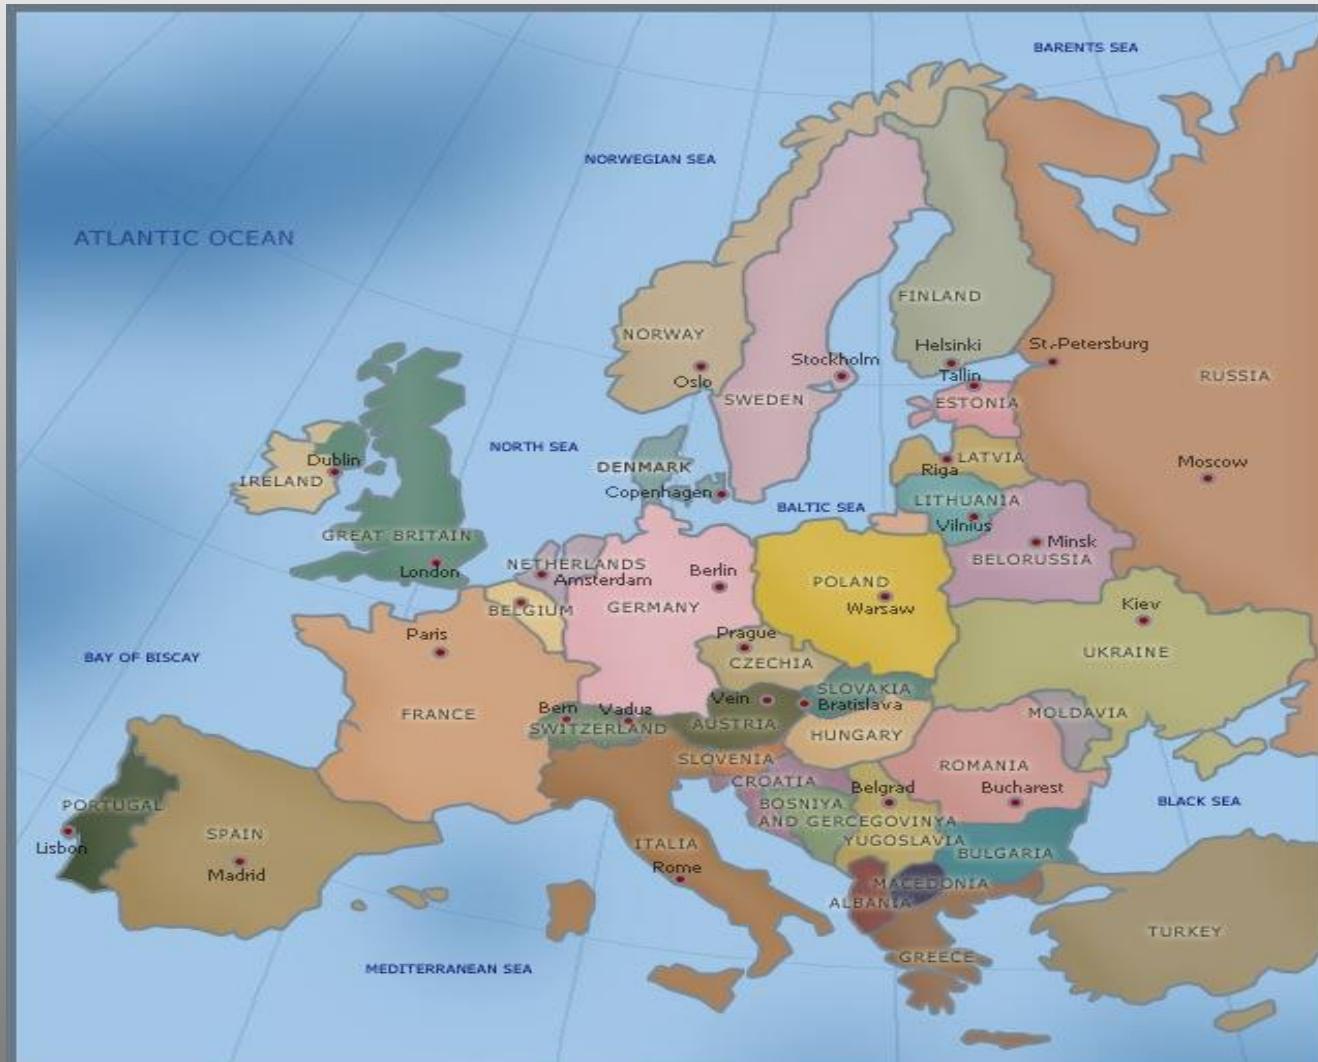 BARENTS SEA
NORWEGIAN SEA
ATLANTIC OCEAN
FINLAND
NORWAY
Helsinki
St.-Petersburg
Stockholm
Oslo
Tallin
RUSSIA
SWEDEN
ESTONIA
NORTH SEA
Dublin
DENMARK
LATVIA
Riga
Moscow
IRELAND
Copenhagen
BALTIC SEA
LITHUANIA
Vilnius
GREAT BRITAIN
Minsk
BELORUSSIA
London
NETHERLANDS
Amsterdam
Berlin
POLAND
BELGIUM
GERMANY
Warsaw
Kiev
Paris
Prague
UKRAINE
BAY OF BISCAY
CZECHIA
SLOVAKIA
Vein
Bratislava
Bern
Vaduz
FRANCE
MOLDAVIA
SWITZERLAND
AUSTRIA
HUNGARY
SLOVENIA
ROMANIA
CROATIA
Belgrad
Bucharest
BLACK SEA
PORTUGAL
BOSNIYA
AND GERCEGOVINYA
SPAIN
YUGOSLAVIA
Lisbon
ITALIA
BULGARIA
Rome
Madrid
MACEDONIA
ALBANIA
TURKEY
GREECE
MEDITERRANEAN SEA